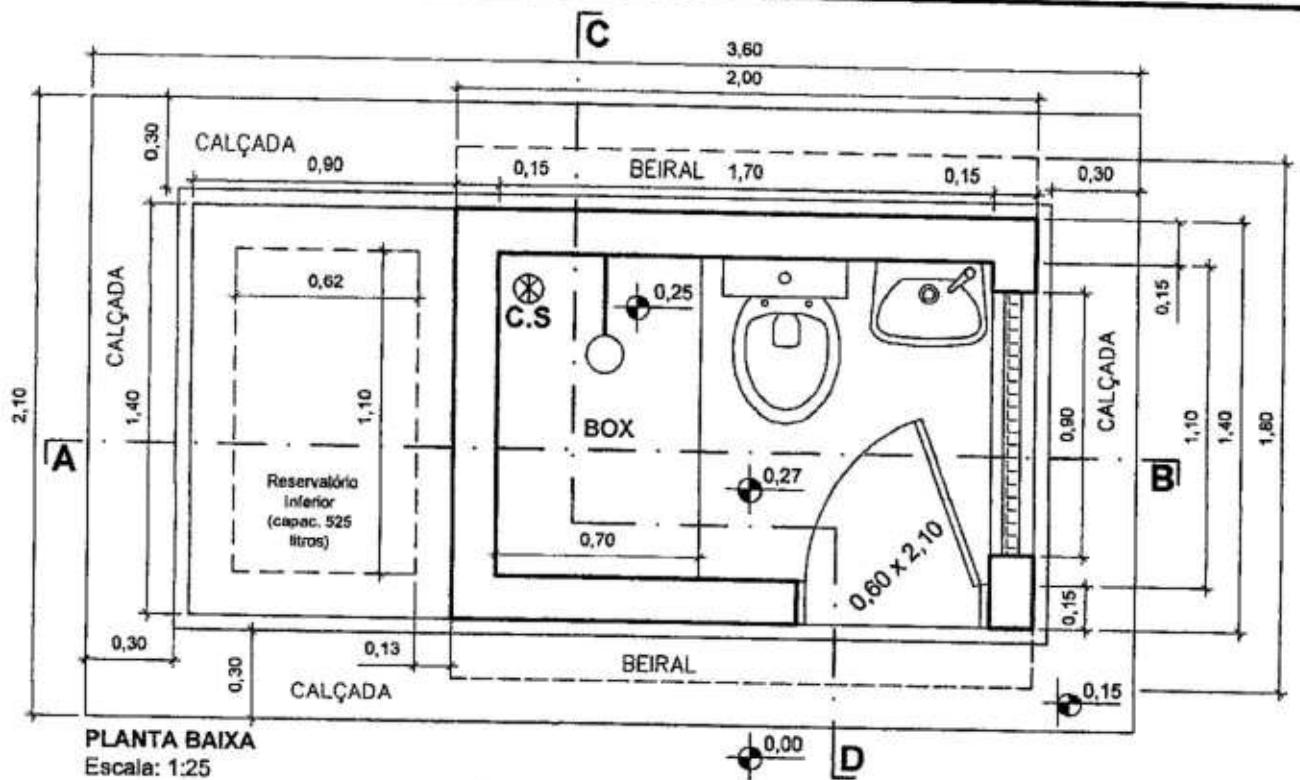 C
3,60
2,00
0,30
CALÇADA
0,90
0,15
BEIRAL
1,70
0,15
0,30
CALÇADA
0,62
C.S
0,25
0,15
CALÇADA
2,10
1,40
1,10
BOX
0,90
1,10
1,40
1,80
A
B
Reservatório
Inferior
(capac. 525
litros)
0,27
0,70
0,60 x 2,10
0,15
0,30
0,30
0,13
BEIRAL
CALÇADA
0,15
PLANTA BAIXA
Escala: 1:25
0,00
D